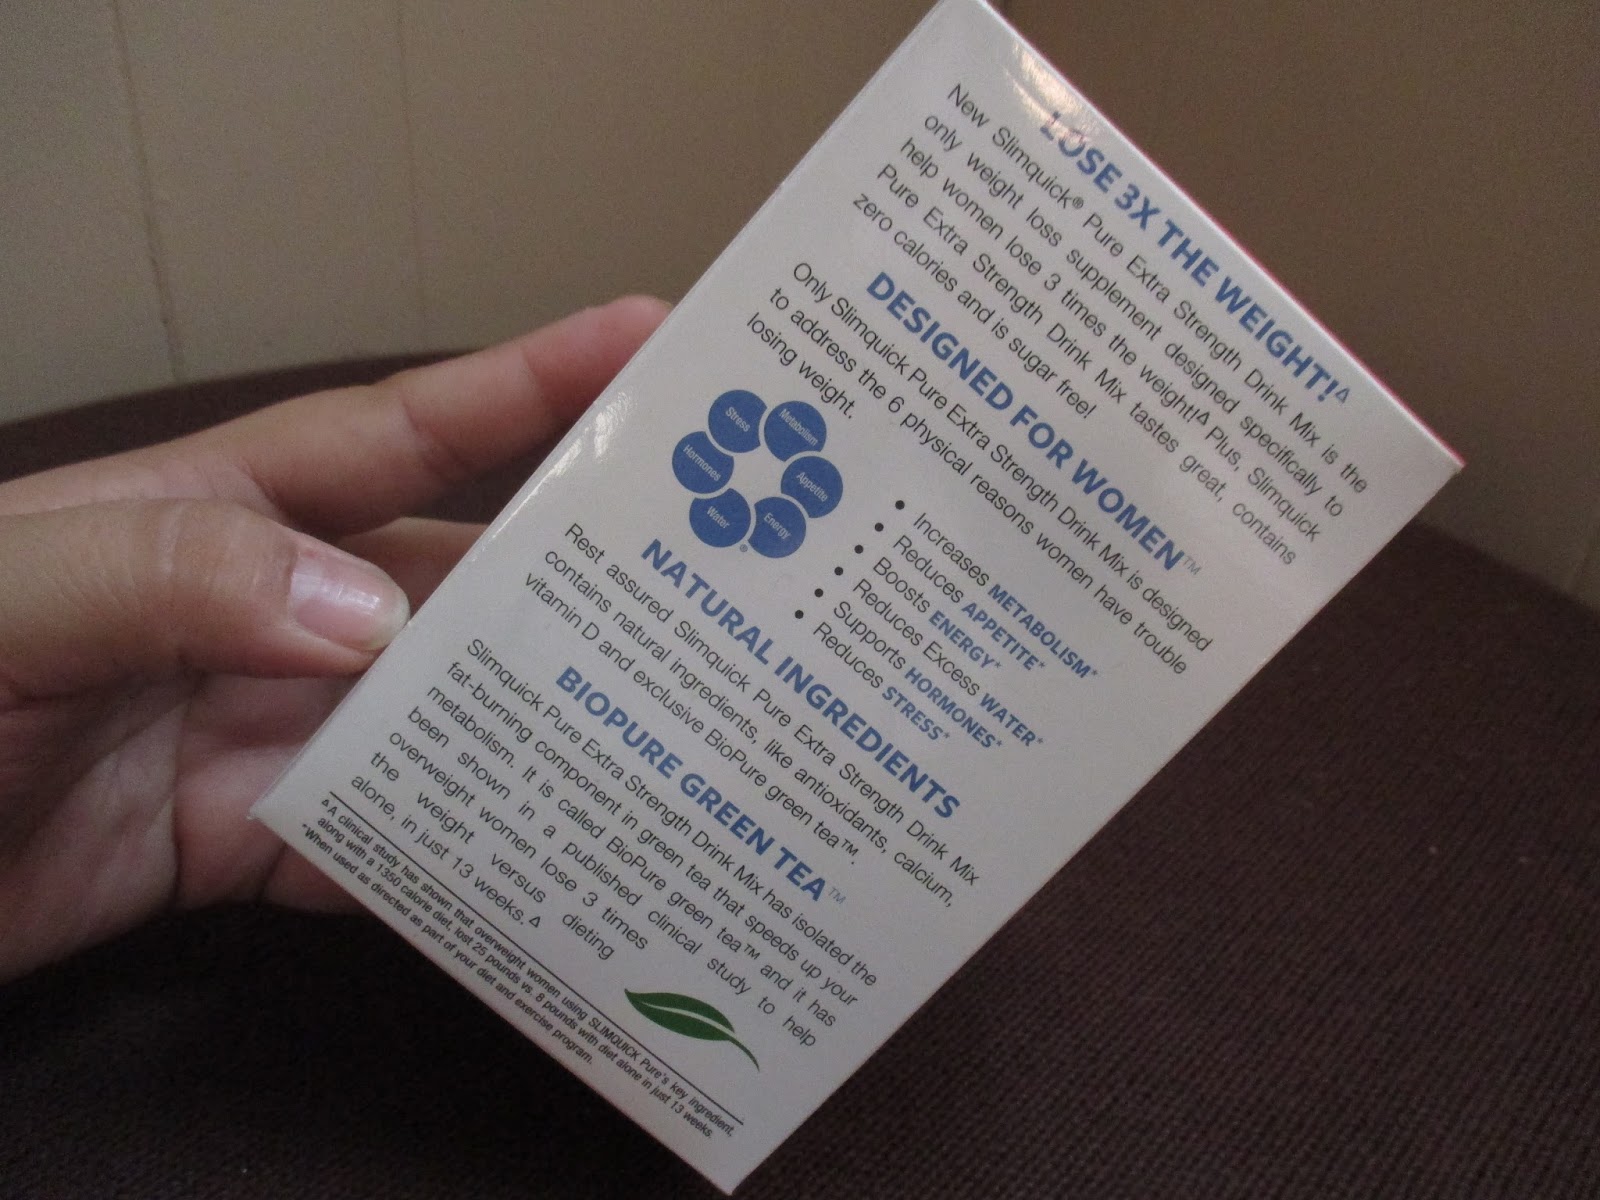 LOSE 3X THE WEIGHT!Δ
New Slimquick® Pure Extra Strength Drink Mix is the
only weight loss supplement designed specifically to
help women lose 3 times the weight!Δ Plus, Slimquick
Pure Extra Strength Drink Mix tastes great, contains
zero calories and is sugar free!
DESIGNED FOR WOMEN™
Only Slimquick Pure Extra Strength Drink Mix is designed
to address the 6 physical reasons women have trouble
losing weight.
Stress
Metabolism
Hormones
Appetite
Water
Energy
®
• Increases METABOLISM*
• Reduces APPETITE*
• Boosts ENERGY*
• Reduces Excess WATER*
• Supports HORMONES*
• Reduces STRESS*
NATURAL INGREDIENTS
Rest assured Slimquick Pure Extra Strength Drink Mix
contains natural ingredients, like antioxidants, calcium,
vitamin D and exclusive BioPure green tea™.
BIOPURE GREEN TEA™
Slimquick Pure Extra Strength Drink Mix has isolated the
fat-burning component in green tea that speeds up your
metabolism. It is called BioPure green tea™ and it has
been shown in a published clinical study to help
overweight women lose 3 times
the weight versus dieting
alone, in just 13 weeks.Δ
ΔA clinical study has shown that overweight women using SLIMQUICK Pure's key ingredient,
along with a 1350 calorie diet, lost 25 pounds vs. 8 pounds with diet alone in just 13 weeks.
*When used as directed as part of your diet and exercise program.